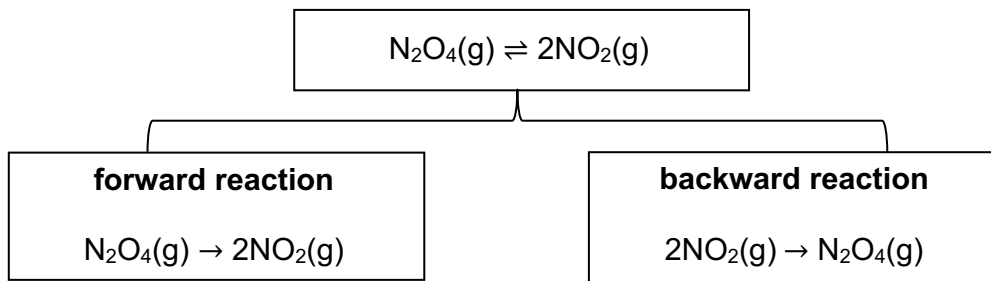 N₂O₄(g) ⇌ 2NO₂(g)
forward reaction
N₂O₄(g) → 2NO₂(g)
backward reaction
2NO₂(g) → N₂O₄(g)